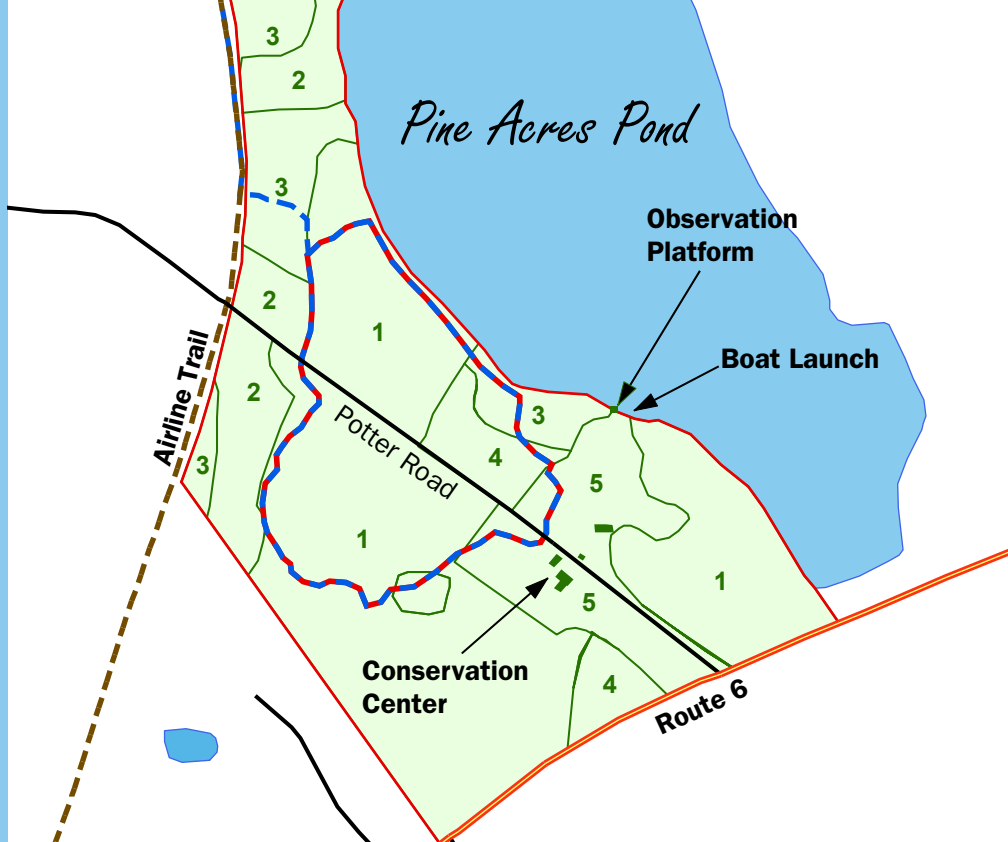 3
2
Pine Acres Pond
3
Observation
Platform
2
1
Boat Launch
Airline Trail
2
Potter Road
3
3
4
5
1
1
5
Conservation
Center
4
Route 6